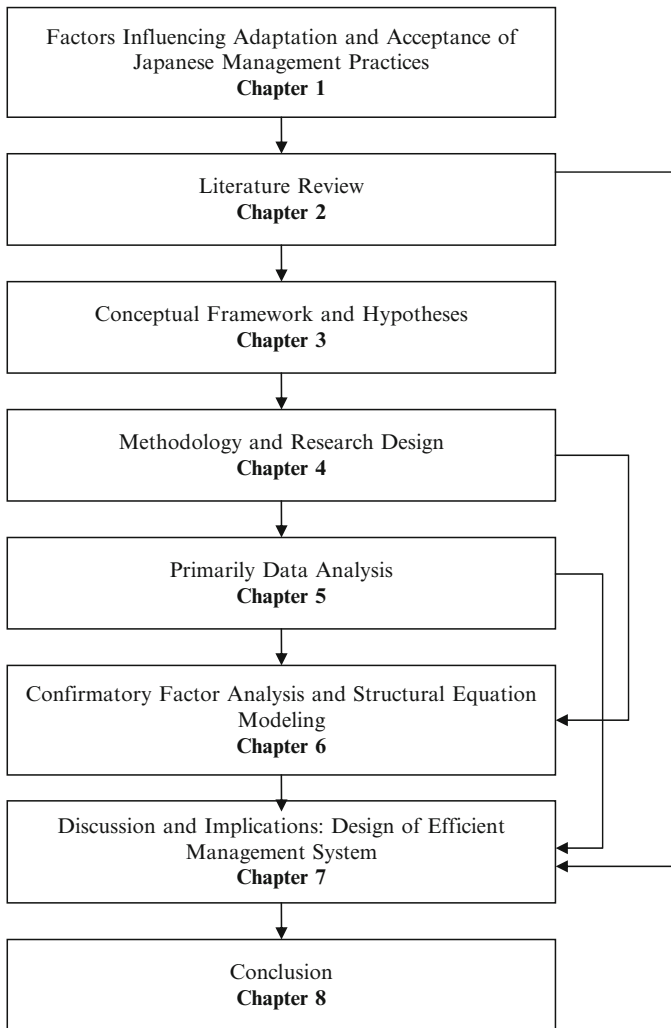 Factors Influencing Adaptation and Acceptance of
Japanese Management Practices
Chapter 1
Literature Review
Chapter 2
Conceptual Framework and Hypotheses
Chapter 3
Methodology and Research Design
Chapter 4
Primarily Data Analysis
Chapter 5
Confirmatory Factor Analysis and Structural Equation
Modeling
Chapter 6
Discussion and Implications: Design of Efficient
Management System
Chapter 7
Conclusion
Chapter 8